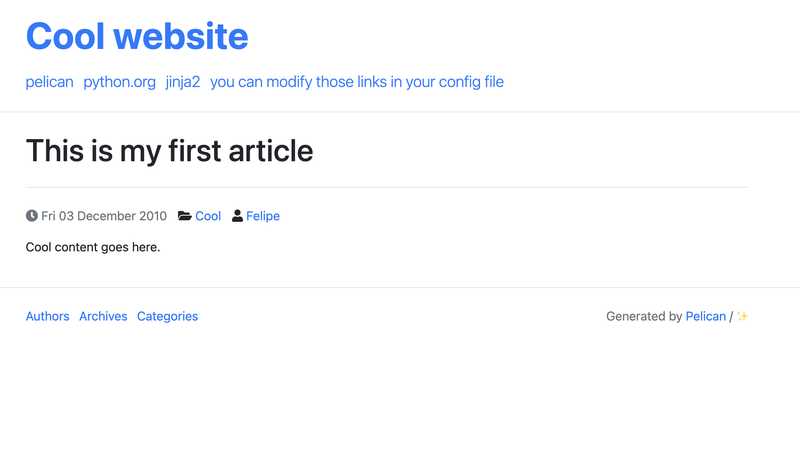 Cool website
pelican python.org jinja2 you can modify those links in your config file
This is my first article
Fri 03 December 2010 Cool Felipe
Cool content goes here.
Authors Archives Categories Generated by Pelican / ✨